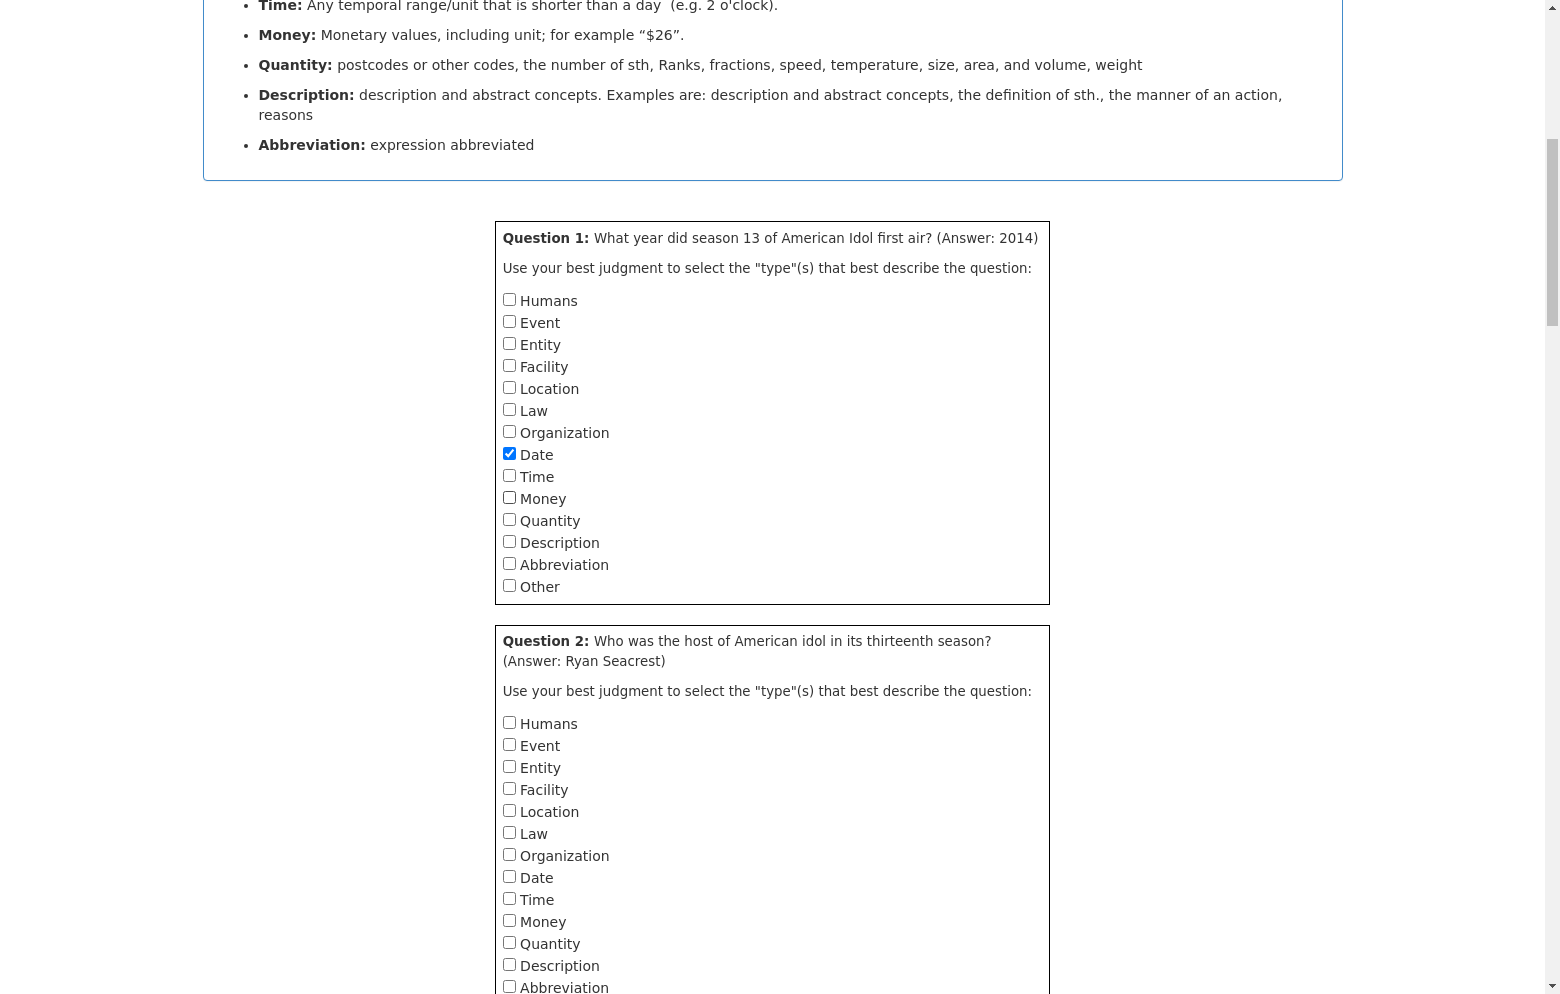 Time: Any temporal range/unit that is shorter than a day (e.g. 2 o'clock).
Money: Monetary values, including unit; for example “$26”.
Quantity: postcodes or other codes, the number of sth, Ranks, fractions, speed, temperature, size, area, and volume, weight
Description: description and abstract concepts. Examples are: description and abstract concepts, the definition of sth., the manner of an action,
reasons
Abbreviation: expression abbreviated
Question 1: What year did season 13 of American Idol first air? (Answer: 2014)
Use your best judgment to select the "type"(s) that best describe the question:
Humans
Event
Entity
Facility
Location
Law
Organization
Date
Time
Money
Quantity
Description
Abbreviation
Other
Question 2: Who was the host of American idol in its thirteenth season?
(Answer: Ryan Seacrest)
Use your best judgment to select the "type"(s) that best describe the question:
Humans
Event
Entity
Facility
Location
Law
Organization
Date
Time
Money
Quantity
Description
Abbreviation